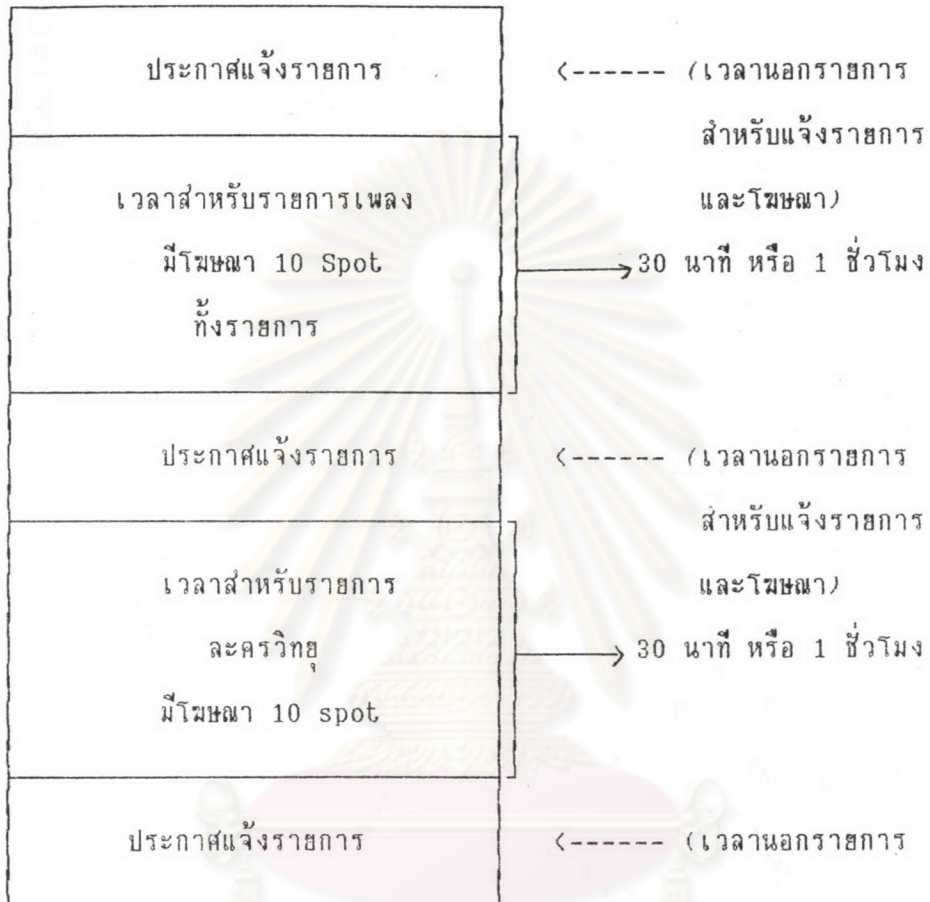 ประกาศแจ้งรายการ <------ (เวลานอกรายการ
สำหรับแจ้งรายการ
เวลาสำหรับรายการเพลง และโฆษณา)
มีโฆษณา 10 Spot 30 นาที หรือ 1 ชั่วโมง
ทั้งรายการ
ประกาศแจ้งรายการ <------ (เวลานอกรายการ
สำหรับแจ้งรายการ
เวลาสำหรับรายการ และโฆษณา)
ละครวิทยุ 30 นาที หรือ 1 ชั่วโมง
มีโฆษณา 10 spot
ประกาศแจ้งรายการ <------ (เวลานอกรายการ